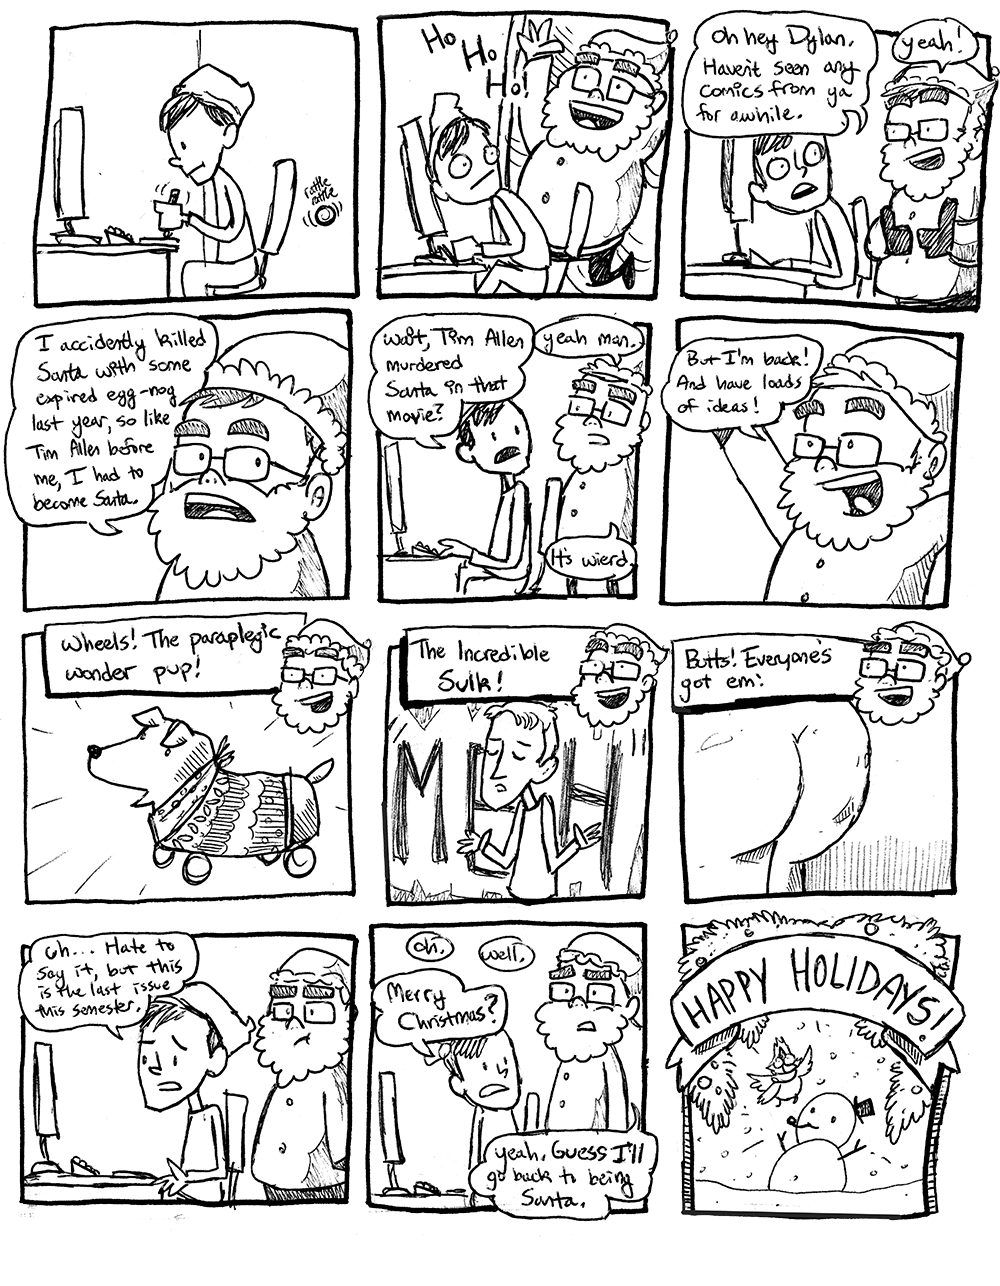 rattle
rattle
Ho
Ho
Ho!
Oh hey Dylan.
Haven't seen any
comics from ya
for awhile.
yeah!
I accidently killed
Santa with some
expired egg-nog
last year, so like
Tim Allen before
me, I had to
become Santa.
wait, Tim Allen
murdered
Santa in that
movie?
yeah man.
It's wierd.
But I'm back!
And have loads
of ideas!
Wheels! The paraplegic
wonder pup!
The Incredible
Sulk!
MEH
Butts! Everyone's
got em!
Uh... Hate to
say it, but this
is the last issue
this semester.
Oh.
well.
Merry
Christmas?
yeah. Guess I'll
go back to being
Santa.
HAPPY HOLIDAYS!